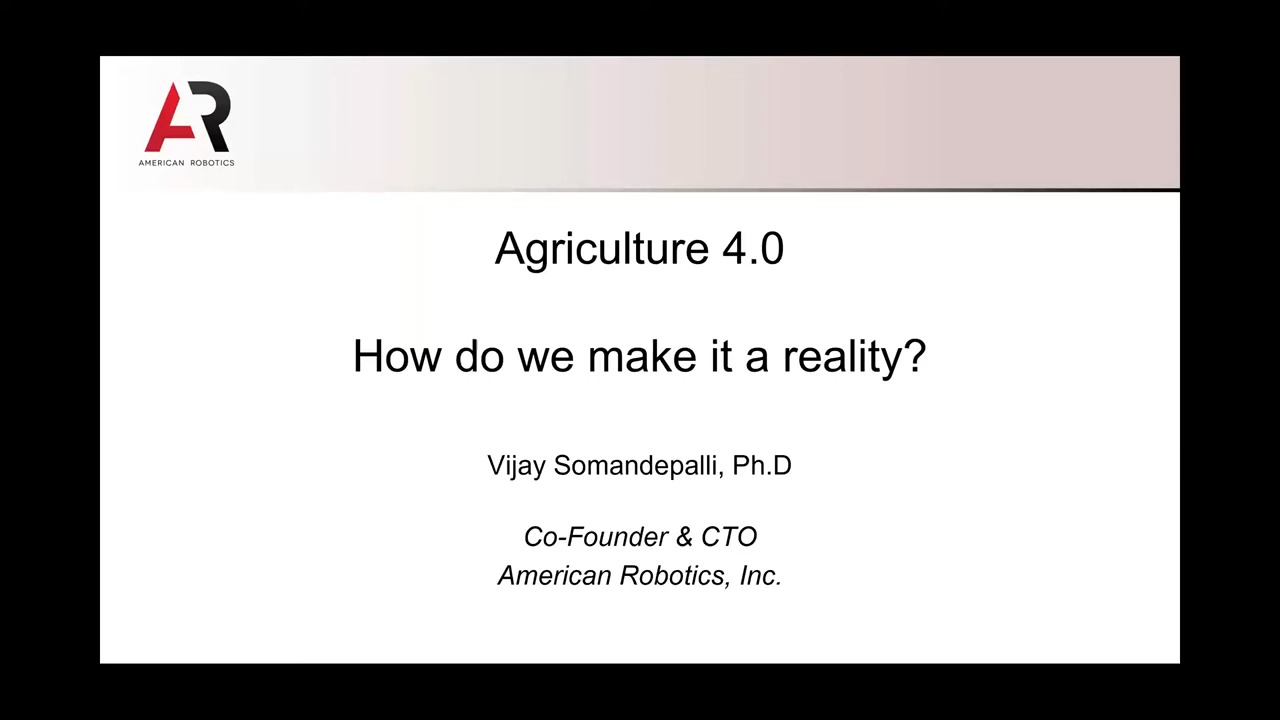 AR
AMERICAN ROBOTICS
Agriculture 4.0
How do we make it a reality?
Vijay Somandepalli, Ph.D
Co-Founder & CTO
American Robotics, Inc.